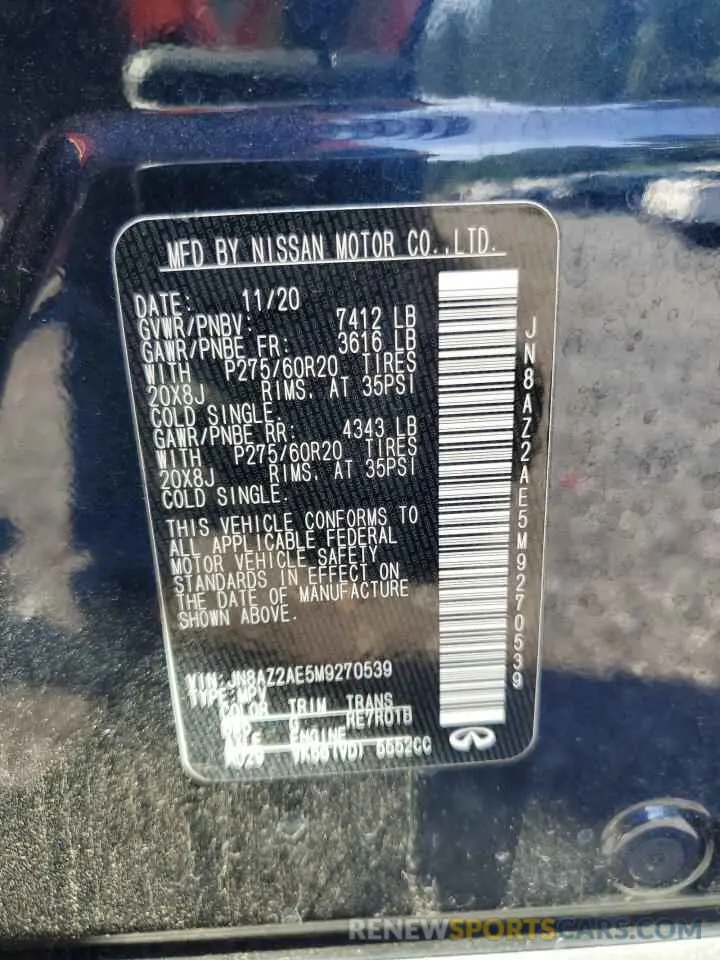 MFD BY NISSAN MOTOR CO.,LTD.
DATE: 11/20
GVWR/PNBV: 7412 LB
GAWR/PNBE FR: 3616 LB
WITH P275/60R20 TIRES
20X8J RIMS, AT 35PSI
COLD SINGLE.
GAWR/PNBE RR: 4343 LB
WITH P275/60R20 TIRES
20X8J RIMS, AT 35PSI
COLD SINGLE.
THIS VEHICLE CONFORMS TO
ALL APPLICABLE FEDERAL
MOTOR VEHICLE SAFETY
STANDARDS IN EFFECT ON
THE DATE OF MANUFACTURE
SHOWN ABOVE.
VIN: JN8AZ2AE5M9270539
TYPE: MPV
COLOR TRIM TRANS
G RE7R01B
AXLE ENGINE
5552CC
JN8AZ2AE5M9270539
RENEWSPORTSCARS.COM